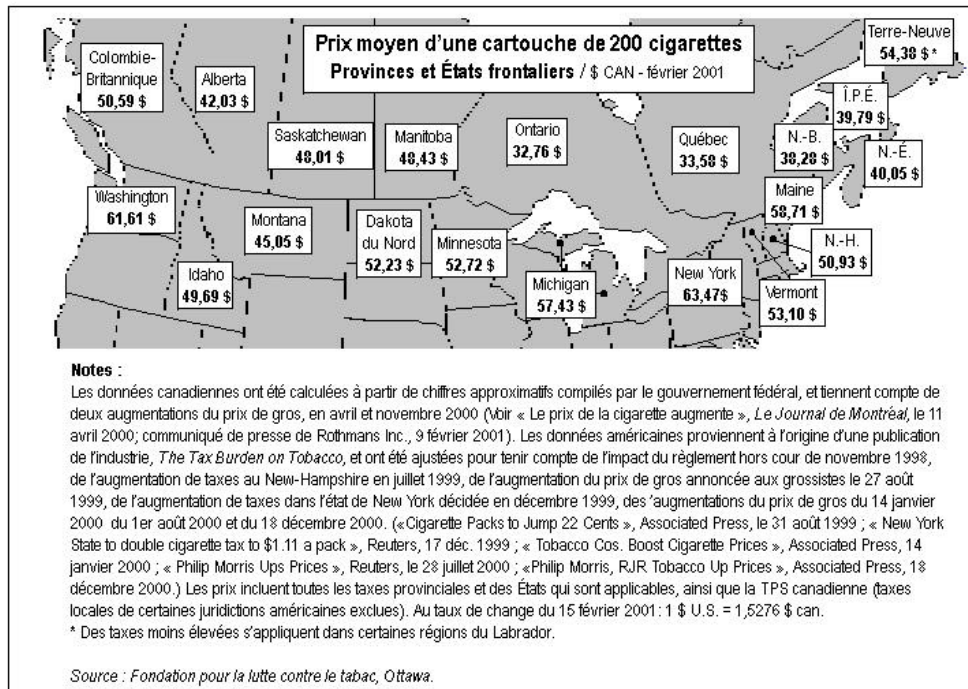 Prix moyen d'une cartouche de 200 cigarettes
Provinces et États frontaliers / $ CAN - février 2001
Terre-Neuve
54,38 $ *
Colombie-
Britannique
50,59 $
Alberta
42,03 $
Saskatchewan
48,01 $
Manitoba
48,43 $
Ontario
32,76 $
Québec
33,58 $
Î.P.É.
39,79 $
N.-B.
38,28 $
N.-É.
40,05 $
Washington
61,61 $
Montana
45,05 $
Idaho
49,69 $
Dakota
du Nord
52,23 $
Minnesota
52,72 $
Michigan
57,43 $
New York
63,47$
Maine
58,71 $
N.-H.
50,93 $
Vermont
53,10 $
Notes :
Les données canadiennes ont été calculées à partir de chiffres approximatifs compilés par le gouvernement fédéral, et tiennent compte de
deux augmentations du prix de gros, en avril et novembre 2000 (Voir « Le prix de la cigarette augmente », Le Journal de Montréal, le 11
avril 2000; communiqué de presse de Rothmans Inc., 9 février 2001). Les données américaines proviennent à l'origine d'une publication
de l'industrie, The Tax Burden on Tobacco, et ont été ajustées pour tenir compte de l'impact du règlement hors cour de novembre 1998,
de l'augmentation de taxes au New-Hampshire en juillet 1999, de l'augmentation du prix de gros annoncée aux grossistes le 27 août
1999, de l'augmentation de taxes dans l'état de New York décidée en décembre 1999, des 'augmentations du prix de gros du 14 janvier
2000 du 1er août 2000 et du 18 décembre 2000. («Cigarette Packs to Jump 22 Cents », Associated Press, le 31 août 1999 ; « New York
State to double cigarette tax to $1.11 a pack », Reuters, 17 déc. 1999 ; « Tobacco Cos. Boost Cigarette Prices », Associated Press, 14
janvier 2000 ; « Philip Morris Ups Prices », Reuters, le 28 juillet 2000 ; «Philip Morris, RJR Tobacco Up Prices », Associated Press, 18
décembre 2000.) Les prix incluent toutes les taxes provinciales et des États qui sont applicables, ainsi que la TPS canadienne (taxes
locales de certaines juridictions américaines exclues). Au taux de change du 15 février 2001: 1 $ U.S. = 1,5276 $ can.
* Des taxes moins élevées s'appliquent dans certaines régions du Labrador.
Source : Fondation pour la lutte contre le tabac, Ottawa.